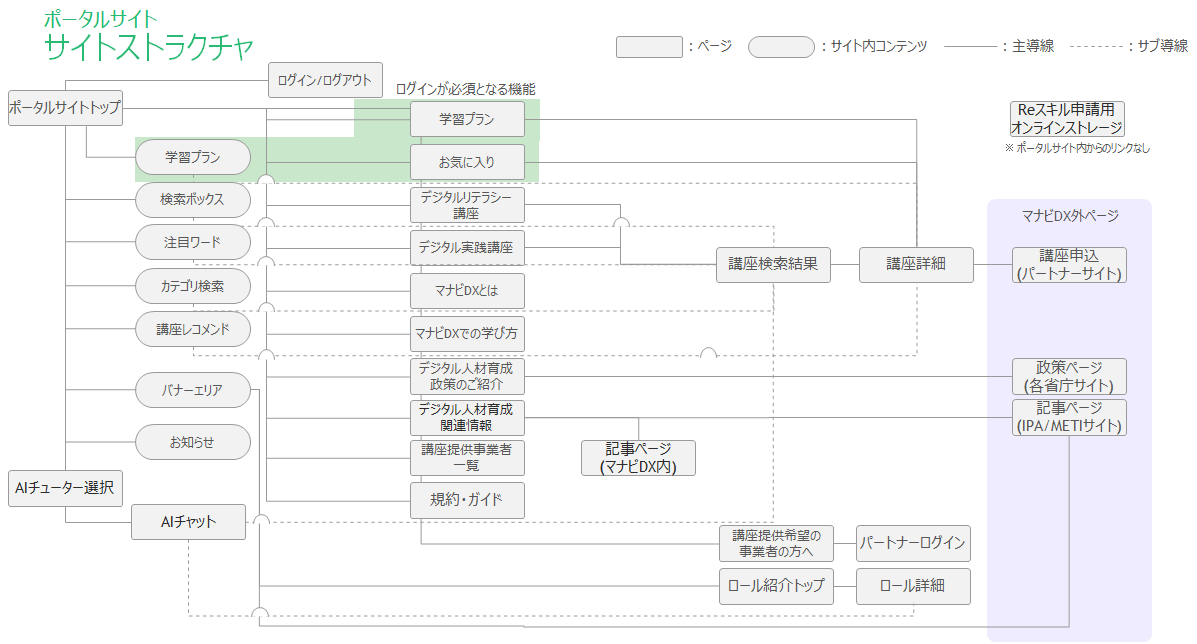 ポータルサイト
サイトストラクチャ
：ページ
：サイト内コンテンツ
：主導線
：サブ導線
ログイン/ログアウト
ログインが必須となる機能
ポータルサイトトップ
学習プラン
Reスキル申請用
オンラインストレージ
※ ポータルサイト内からのリンクなし
学習プラン
お気に入り
検索ボックス
デジタルリテラシー
講座
マナビDX外ページ
注目ワード
デジタル実践講座
講座検索結果
講座詳細
講座申込
(パートナーサイト)
カテゴリ検索
マナビDXとは
講座レコメンド
マナビDXでの学び方
デジタル人材育成
政策のご紹介
政策ページ
(各省庁サイト)
バナーエリア
デジタル人材育成
関連情報
記事ページ
(IPA/METIサイト)
お知らせ
講座提供事業者
一覧
記事ページ
(マナビDX内)
AIチューター選択
規約・ガイド
AIチャット
講座提供希望の
事業者の方へ
パートナーログイン
ロール紹介トップ
ロール詳細